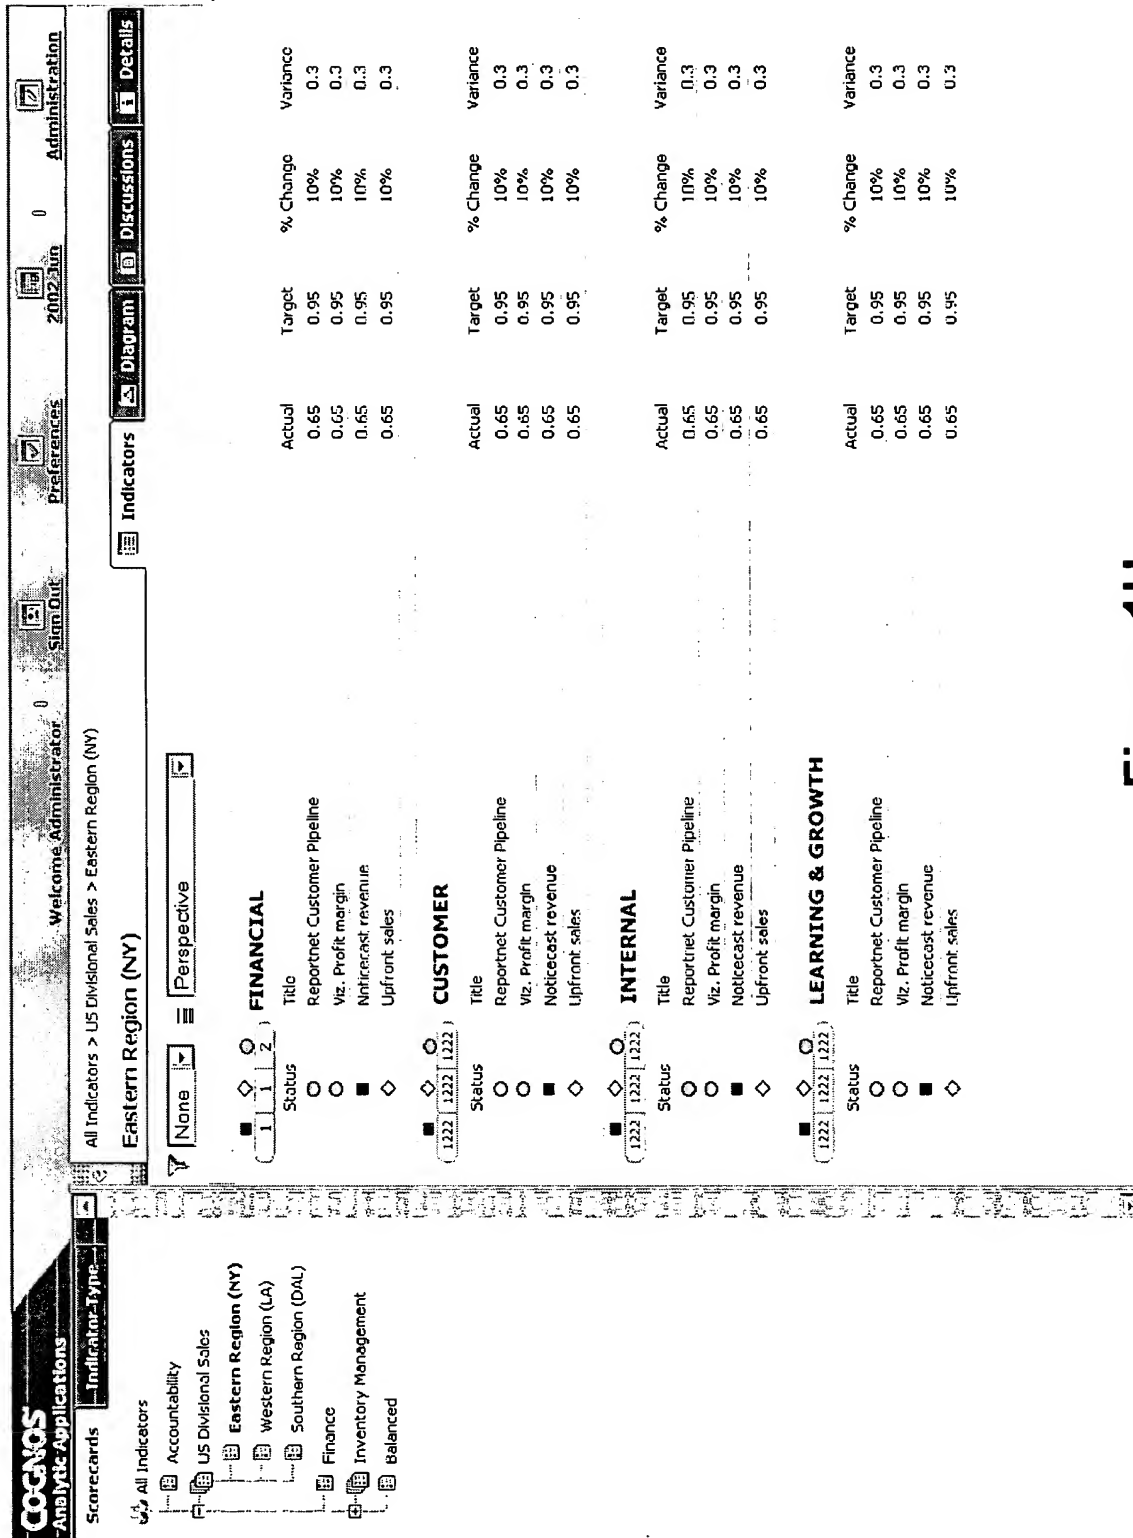 COGNOS
Analytic Applications
Welcome Administrator
Sign Out
Preferences
2002 Jun
Administration
Scorecards
Indicator Type
All Indicators
Accountability
US Divisional Sales
Eastern Region (NY)
Western Region (LA)
Southern Region (DAL)
Finance
Inventory Management
Balanced
All Indicators > US Divisional Sales > Eastern Region (NY)
Eastern Region (NY)
Indicators
Diagram
Discussions
Details
None
Perspective
FINANCIAL
1 1 2
Status Title Actual Target % Change Variance
Reportnet Customer Pipeline 0.65 0.95 10% 0.3
Viz. Profit margin 0.65 0.95 10% 0.3
Noticecast revenue 0.65 0.95 10% 0.3
Upfront sales 0.65 0.95 10% 0.3
CUSTOMER
1222 1222 1222
Status Title Actual Target % Change Variance
Reportnet Customer Pipeline 0.65 0.95 10% 0.3
Viz. Profit margin 0.65 0.95 10% 0.3
Noticecast revenue 0.65 0.95 10% 0.3
Upfront sales 0.65 0.95 10% 0.3
INTERNAL
1222 1222 1222
Status Title Actual Target % Change Variance
Reportnet Customer Pipeline 0.65 0.95 10% 0.3
Viz. Profit margin 0.65 0.95 10% 0.3
Noticecast revenue 0.65 0.95 10% 0.3
Upfront sales 0.65 0.95 10% 0.3
LEARNING & GROWTH
1222 1222 1222
Status Title Actual Target % Change Variance
Reportnet Customer Pipeline 0.65 0.95 10% 0.3
Viz. Profit margin 0.65 0.95 10% 0.3
Noticecast revenue 0.65 0.95 10% 0.3
Upfront sales 0.65 0.95 10% 0.3